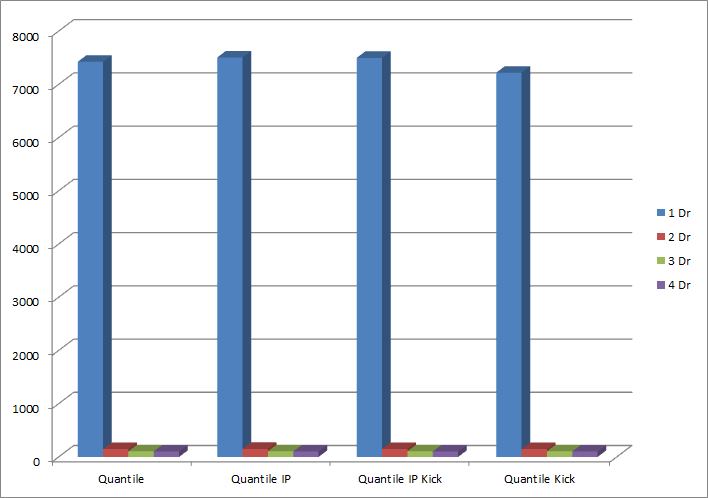 8000
7000
6000
5000
4000
3000
2000
1000
0
Quantile
Quantile IP
Quantile IP Kick
Quantile Kick
1 Dr
2 Dr
3 Dr
4 Dr